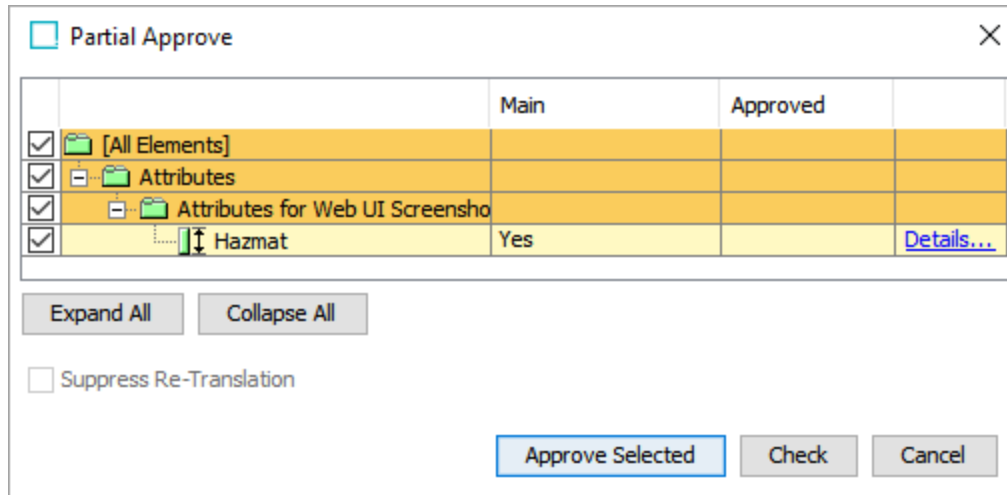 Partial Approve
Main Approved
[All Elements]
Attributes
Attributes for Web UI Screensho
Hazmat Yes Details...
Expand All Collapse All
Suppress Re-Translation
Approve Selected Check Cancel